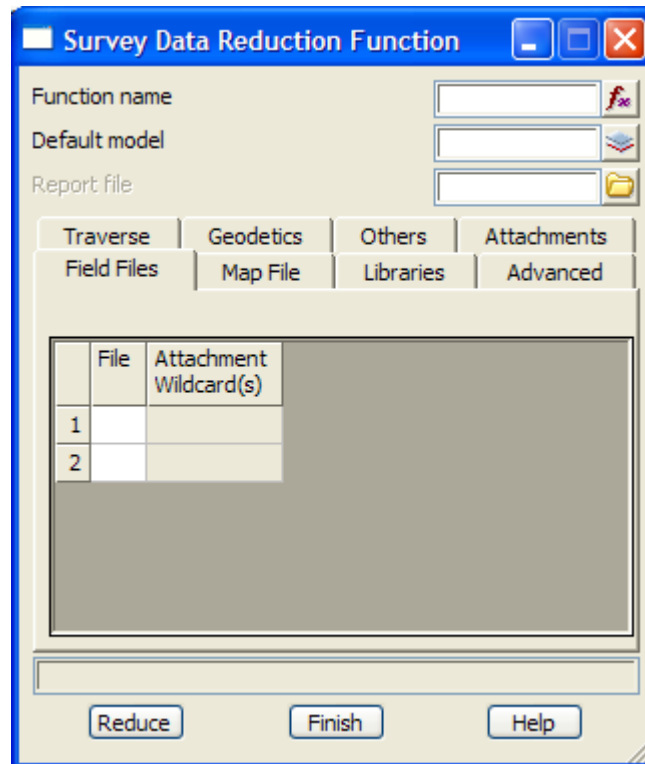 Survey Data Reduction Function
Function name
Default model
Report file
Traverse Geodetics Others Attachments
Field Files Map File Libraries Advanced
File Attachment
Wildcard(s)
1
2
Reduce Finish Help